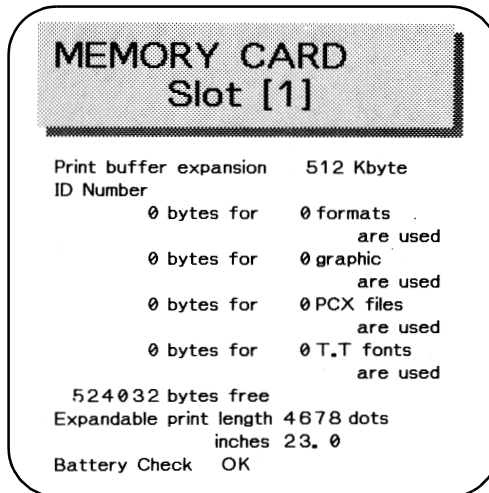 MEMORY CARD
Slot [1]
Print buffer expansion 512 Kbyte
ID Number
0 bytes for 0 formats
are used
0 bytes for 0 graphic
are used
0 bytes for 0 PCX files
are used
0 bytes for 0 T.T fonts
are used
524032 bytes free
Expandable print length 4678 dots
inches 23. 0
Battery Check OK